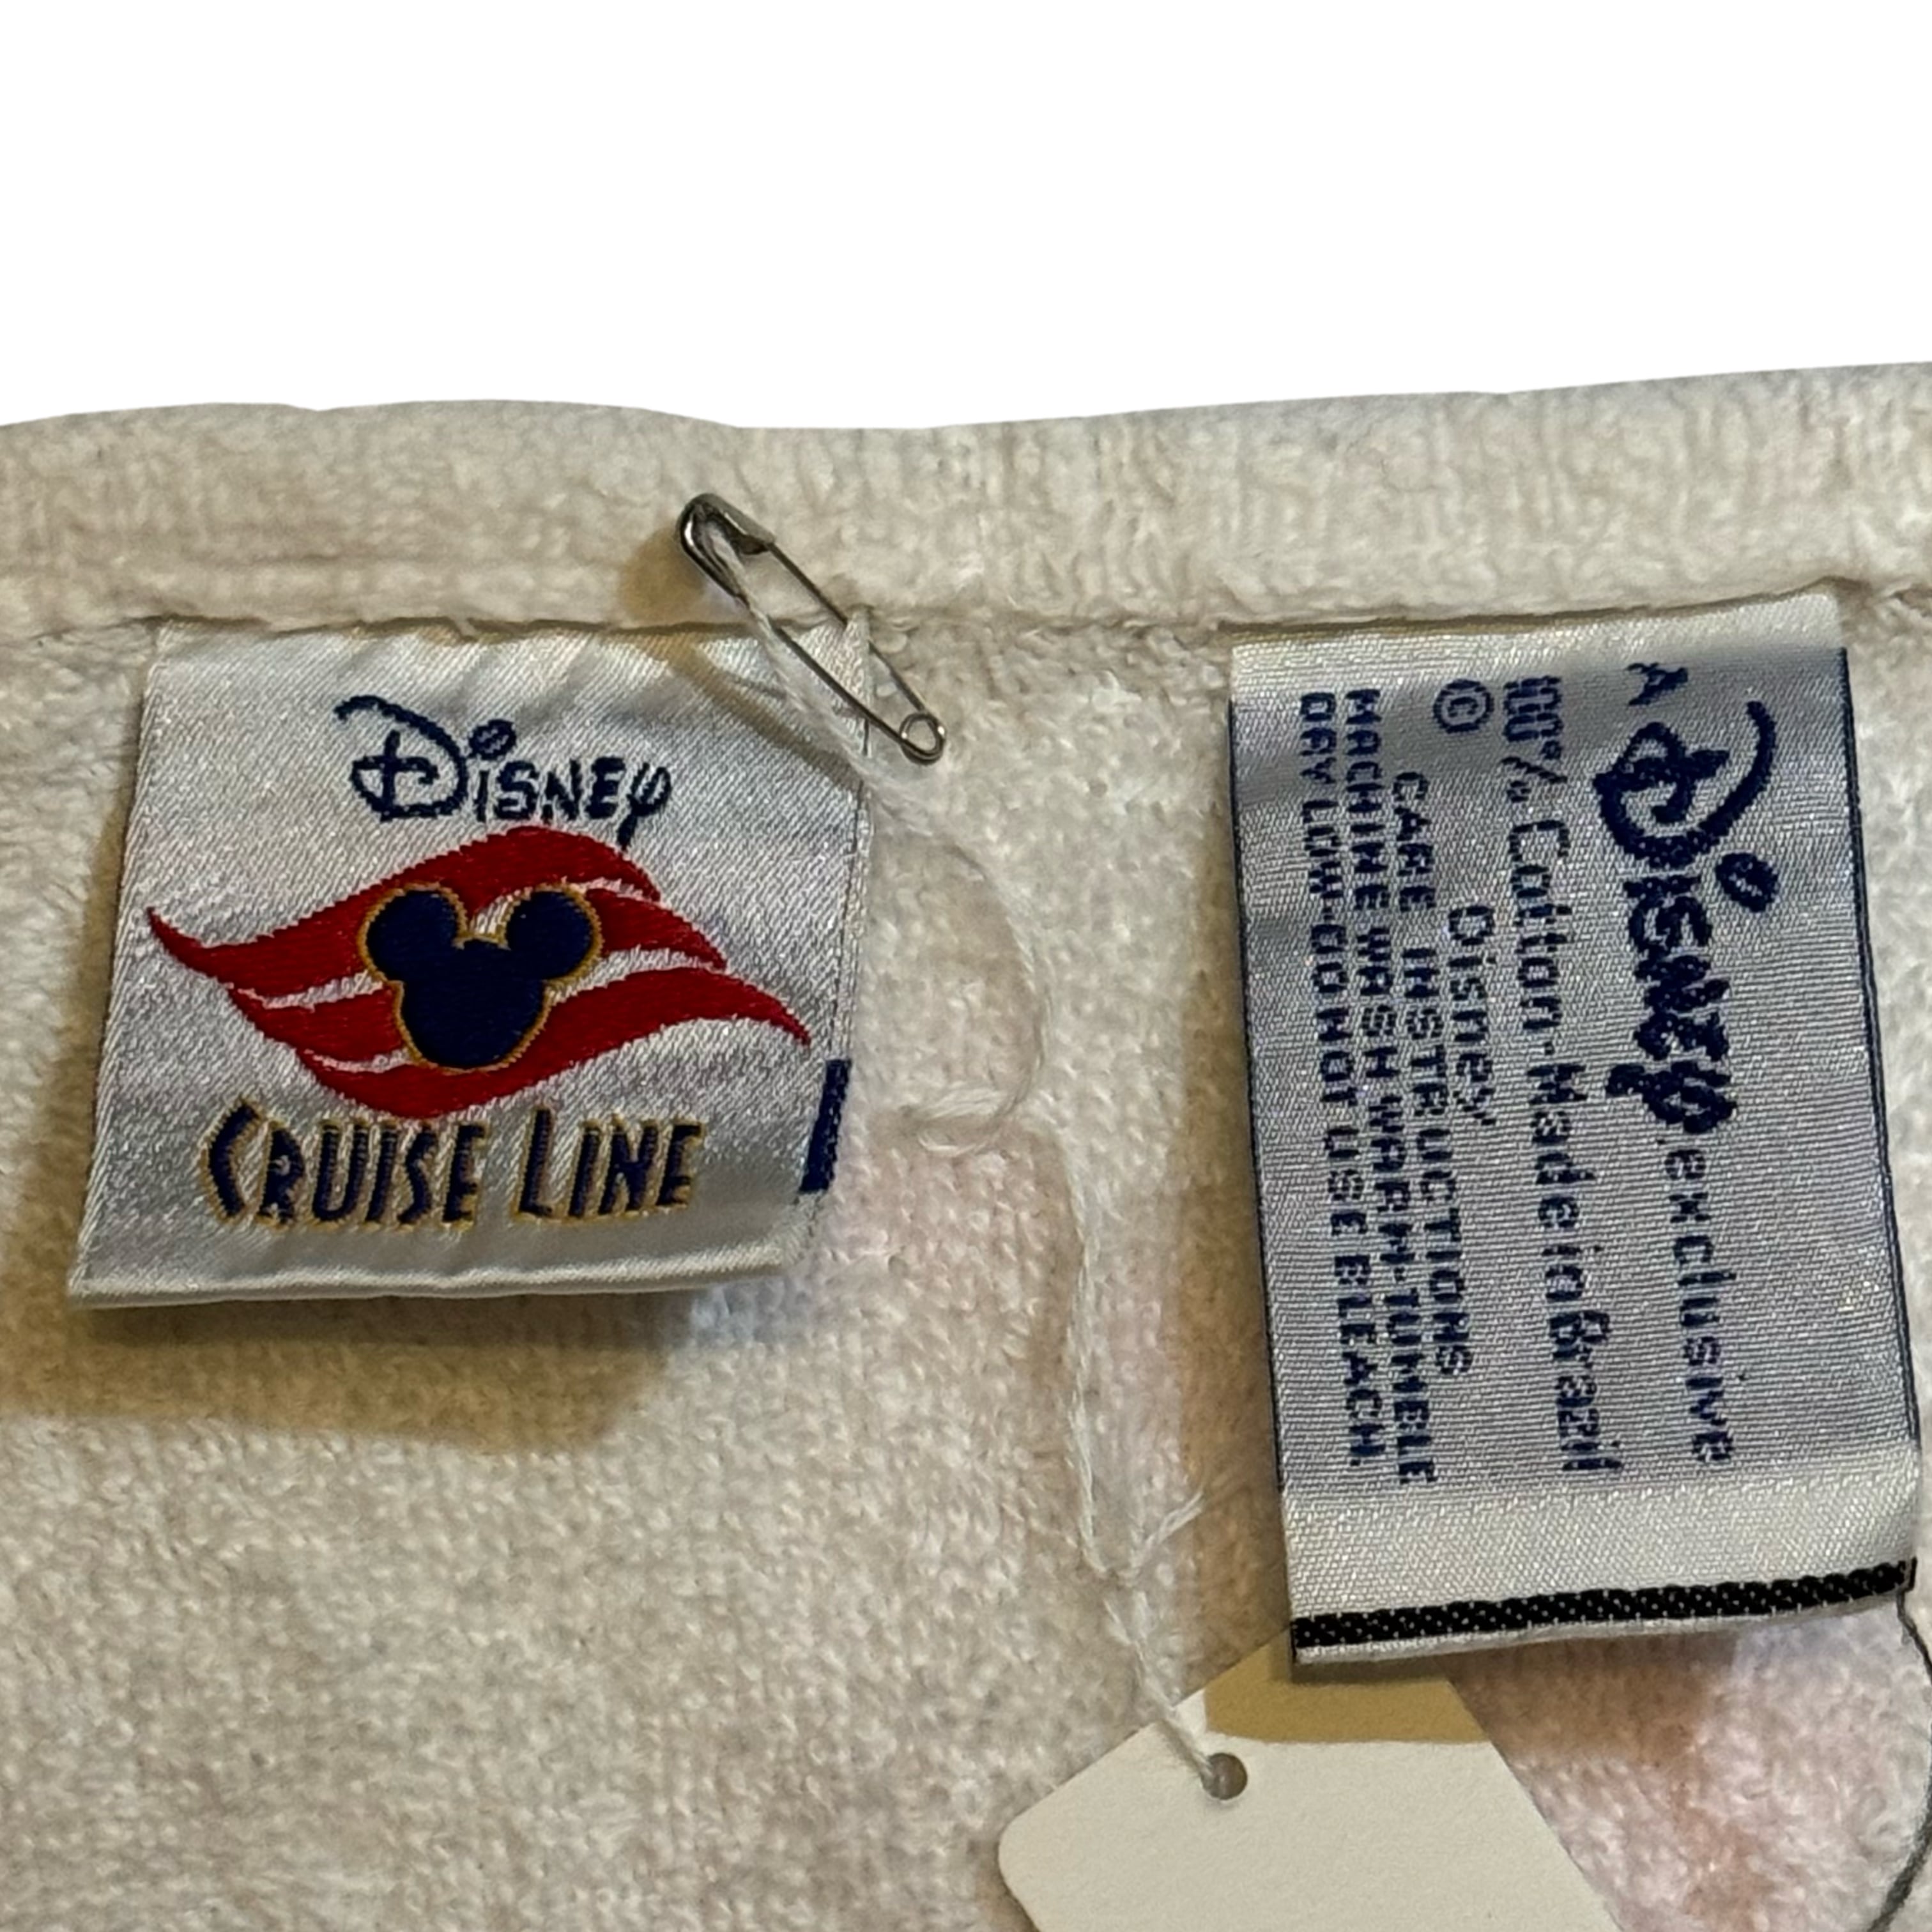 Disney
CRUISE LINE
A Disney exclusive
100% Cotton-Made in Brazil
© Disney
CARE INSTRUCTIONS
MACHINE WASH WARM-TUMBLE
DRY LOW-DO NOT USE BLEACH.